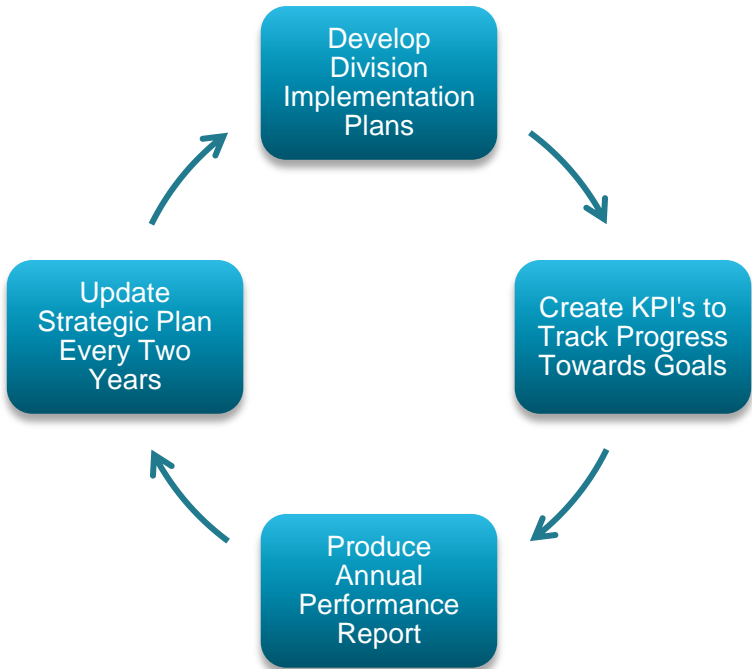 Develop
Division
Implementation
Plans
Create KPI's to
Track Progress
Towards Goals
Produce
Annual
Performance
Report
Update
Strategic Plan
Every Two
Years